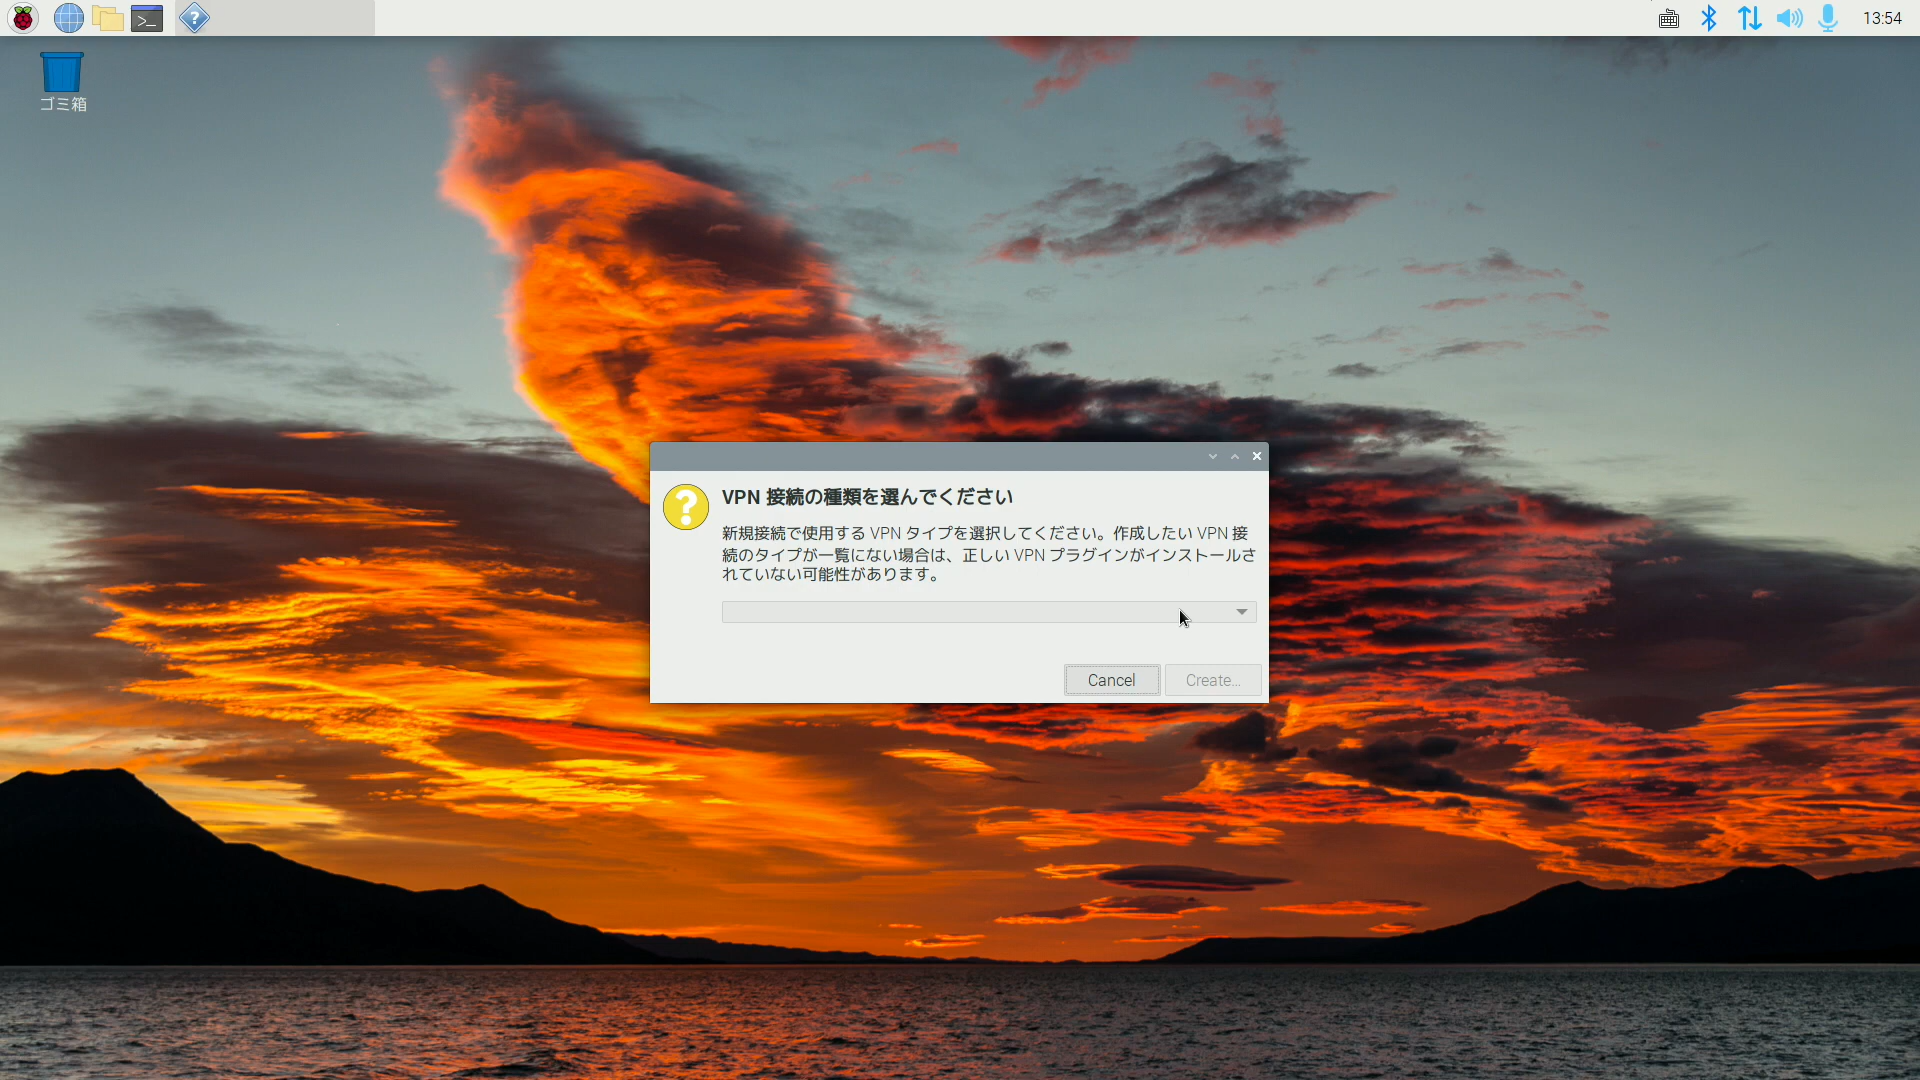 13:54
ゴミ箱
VPN 接続の種類を選んでください
新規接続で使用する VPN タイプを選択してください。作成したい VPN 接
続のタイプが一覧にない場合は、正しい VPN プラグインがインストールさ
れていない可能性があります。
Cancel
Create...